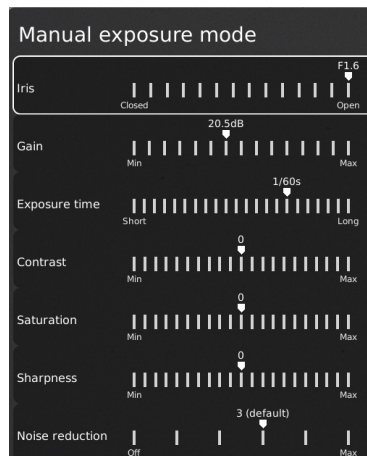 Manual exposure mode
F1.6
Iris
Closed Open
20.5dB
Gain
Min Max
1/60s
Exposure time
Short Long
0
Contrast
Min Max
0
Saturation
Min Max
0
Sharpness
Min Max
3 (default)
Noise reduction
Off Max